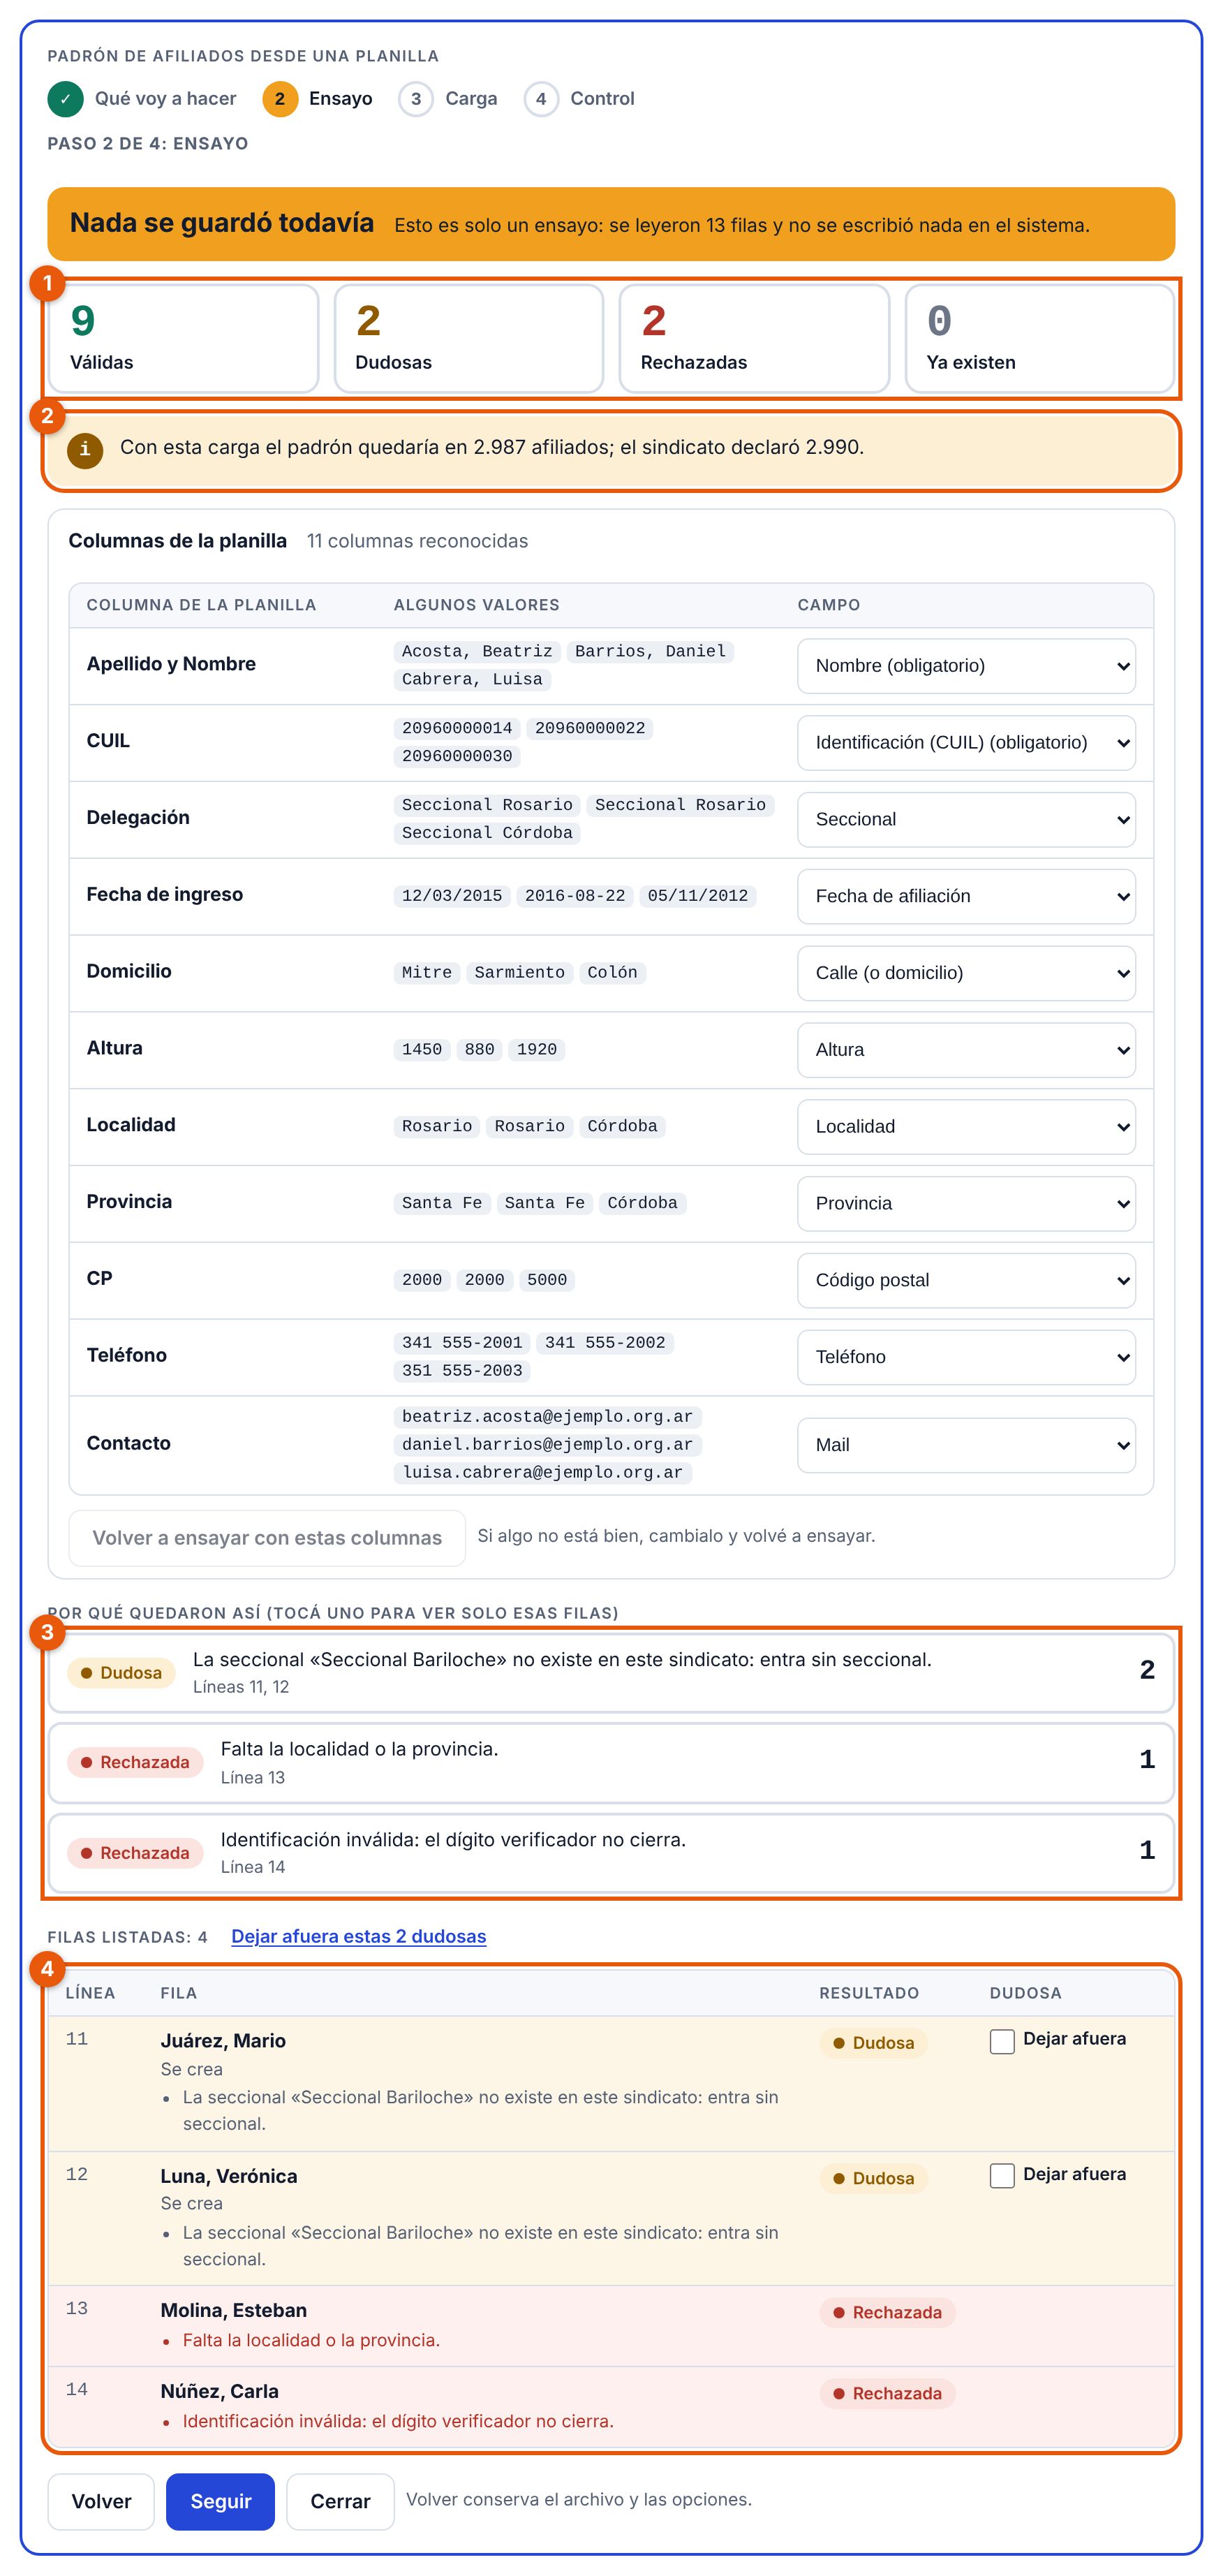 PADRÓN DE AFILIADOS DESDE UNA PLANILLA
✓ Qué voy a hacer 2 Ensayo 3 Carga 4 Control
PASO 2 DE 4: ENSAYO
Nada se guardó todavía Esto es solo un ensayo: se leyeron 13 filas y no se escribió nada en el sistema.
1
9 2 2 0
Válidas Dudosas Rechazadas Ya existen
2
i Con esta carga el padrón quedaría en 2.987 afiliados; el sindicato declaró 2.990.
Columnas de la planilla 11 columnas reconocidas
COLUMNA DE LA PLANILLA ALGUNOS VALORES CAMPO
Apellido y Nombre Acosta, Beatriz Barrios, Daniel Nombre (obligatorio)
Cabrera, Luisa
CUIL 20960000014 20960000022 Identificación (CUIL) (obligatorio)
20960000030
Delegación Seccional Rosario Seccional Rosario Seccional
Seccional Córdoba
Fecha de ingreso 12/03/2015 2016-08-22 05/11/2012 Fecha de afiliación
Domicilio Mitre Sarmiento Colón Calle (o domicilio)
Altura 1450 880 1920 Altura
Localidad Rosario Rosario Córdoba Localidad
Provincia Santa Fe Santa Fe Córdoba Provincia
CP 2000 2000 5000 Código postal
Teléfono 341 555-2001 341 555-2002 Teléfono
351 555-2003
beatriz.acosta@ejemplo.org.ar
Contacto daniel.barrios@ejemplo.org.ar Mail
luisa.cabrera@ejemplo.org.ar
Volver a ensayar con estas columnas Si algo no está bien, cambialo y volvé a ensayar.
POR QUÉ QUEDARON ASÍ (TOCÁ UNO PARA VER SOLO ESAS FILAS)
3
Dudosa La seccional «Seccional Bariloche» no existe en este sindicato: entra sin seccional. 2
Líneas 11, 12
Rechazada Falta la localidad o la provincia. 1
Línea 13
Rechazada Identificación inválida: el dígito verificador no cierra. 1
Línea 14
FILAS LISTADAS: 4 Dejar afuera estas 2 dudosas
4
LÍNEA FILA RESULTADO DUDOSA
11 Juárez, Mario Dudosa Dejar afuera
Se crea
• La seccional «Seccional Bariloche» no existe en este sindicato: entra sin
seccional.
12 Luna, Verónica Dudosa Dejar afuera
Se crea
• La seccional «Seccional Bariloche» no existe en este sindicato: entra sin
seccional.
13 Molina, Esteban Rechazada
• Falta la localidad o la provincia.
14 Núñez, Carla Rechazada
• Identificación inválida: el dígito verificador no cierra.
Volver Seguir Cerrar Volver conserva el archivo y las opciones.